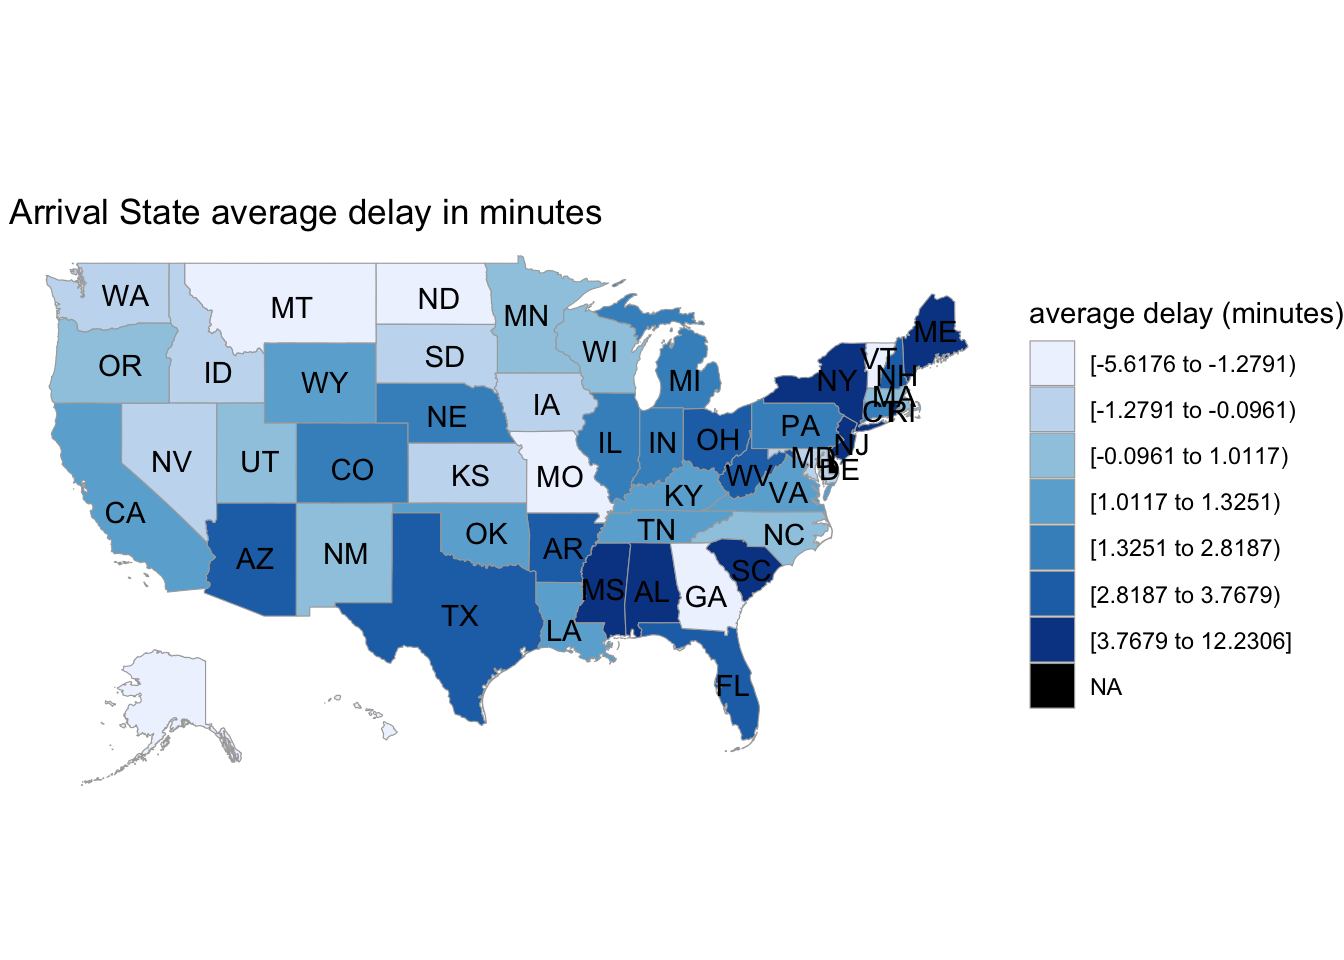 Arrival State average delay in minutes
WA
MT
ND
MN
ME
OR
ID
WY
SD
WI
MI
VT
NH
NY
MA
CT
RI
NV
UT
CO
NE
IA
IL
IN
OH
PA
NJ
MD
DE
CA
KS
MO
KY
WV
VA
AZ
NM
OK
AR
TN
NC
TX
LA
MS
AL
GA
SC
FL
average delay (minutes)
[-5.6176 to -1.2791)
[-1.2791 to -0.0961)
[-0.0961 to 1.0117)
[1.0117 to 1.3251)
[1.3251 to 2.8187)
[2.8187 to 3.7679)
[3.7679 to 12.2306]
NA